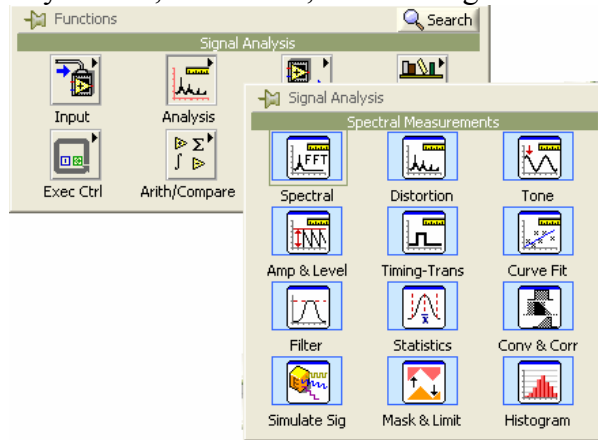 Functions
Search
Signal Analysis
Input
Analysis
Exec Ctrl
Arith/Compare
Signal Analysis
Spectral Measurements
FFT
Spectral
Distortion
Tone
Amp & Level
Timing-Trans
Curve Fit
Filter
Statistics
Conv & Corr
Simulate Sig
Mask & Limit
Histogram